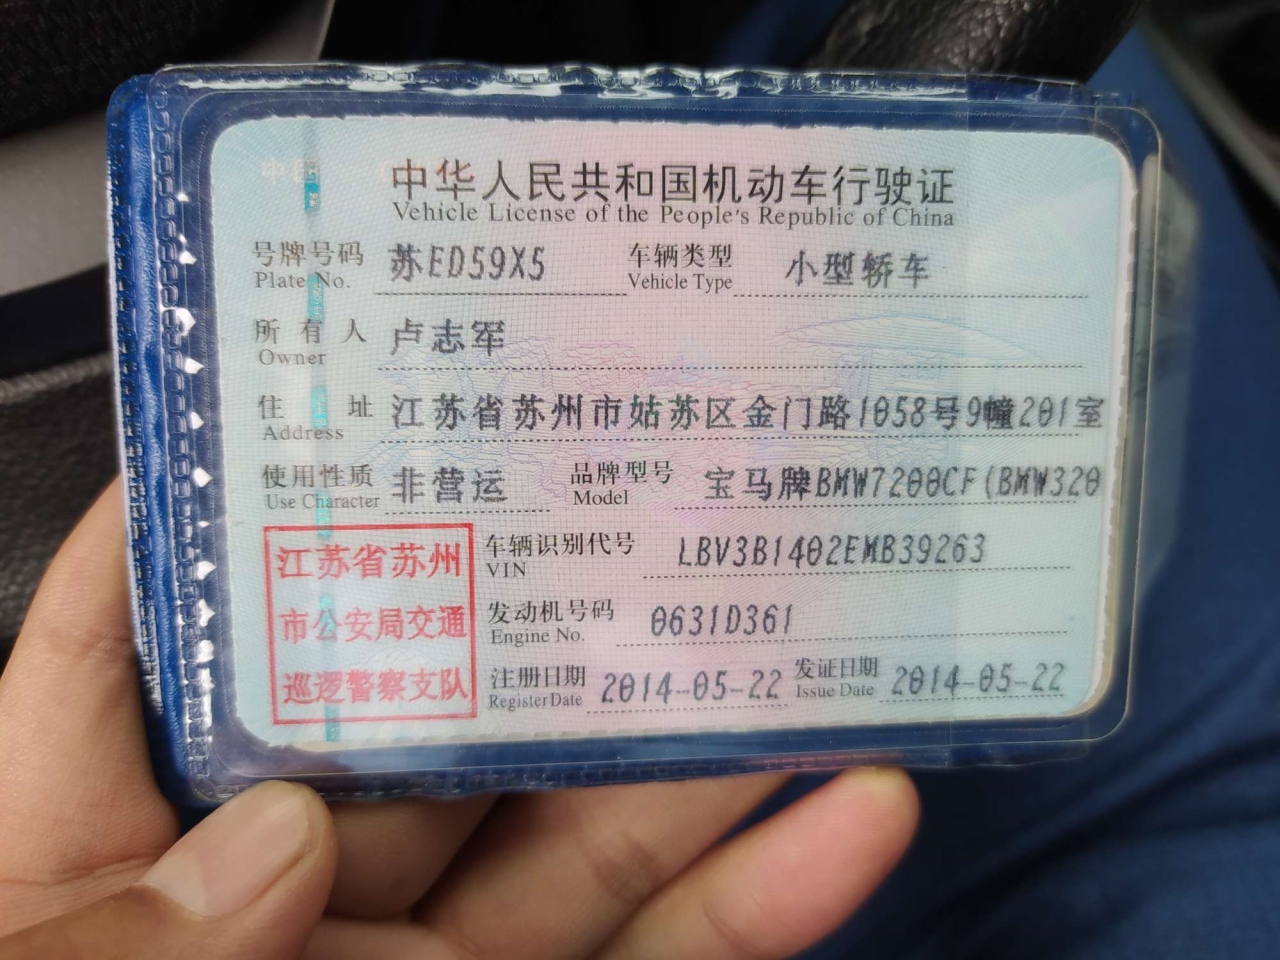 中华人民共和国机动车行驶证
Vehicle License of the People's Republic of China
号牌号码 苏ED59X5 车辆类型 小型轿车
Plate No. Vehicle Type
所有人 卢志军
Owner
住址 江苏省苏州市姑苏区金门路1058号9幢201室
Address
使用性质 非营运 品牌型号 宝马牌BMW7200CF(BMW320
Use Character Model
江苏省苏州
市公安局交通
巡逻警察支队
车辆识别代号 LBV3B1402EMB39263
VIN
发动机号码 0631D361
Engine No.
注册日期 2014-05-22 发证日期 2014-05-22
Register Date Issue Date